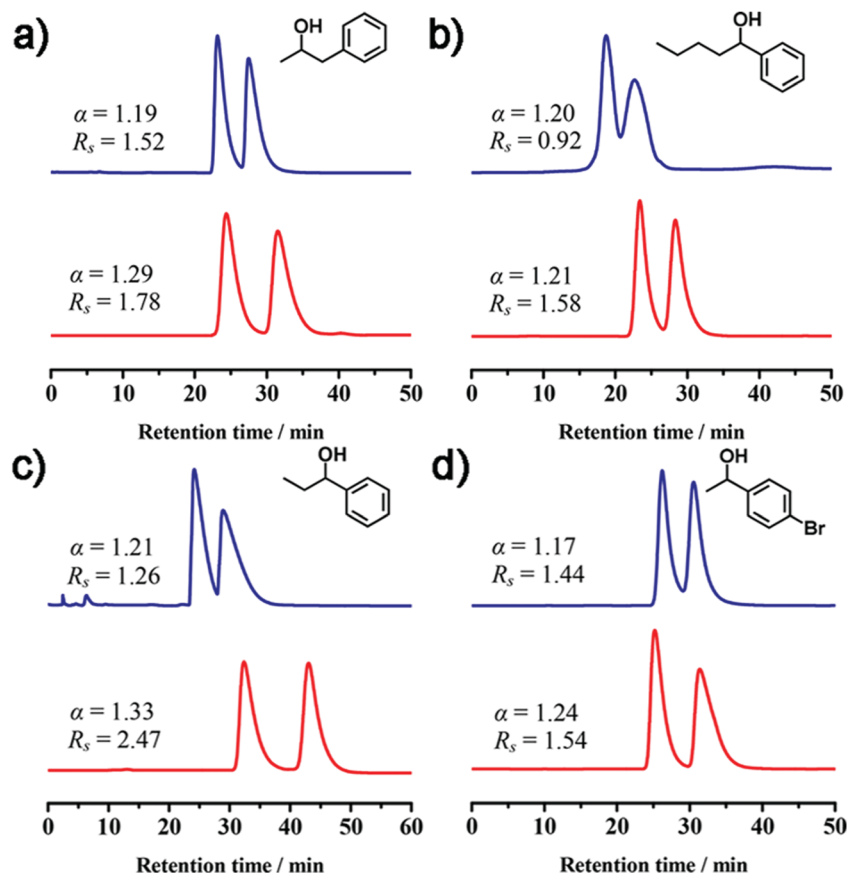 a)
OH
α = 1.19
Rs = 1.52
α = 1.29
Rs = 1.78
0 10 20 30 40 50
Retention time / min
b)
OH
α = 1.20
Rs = 0.92
α = 1.21
Rs = 1.58
0 10 20 30 40 50
Retention time / min
c)
OH
α = 1.21
Rs = 1.26
α = 1.33
Rs = 2.47
0 10 20 30 40 50 60
Retention time / min
d)
OH
Br
α = 1.17
Rs = 1.44
α = 1.24
Rs = 1.54
0 10 20 30 40 50
Retention time / min